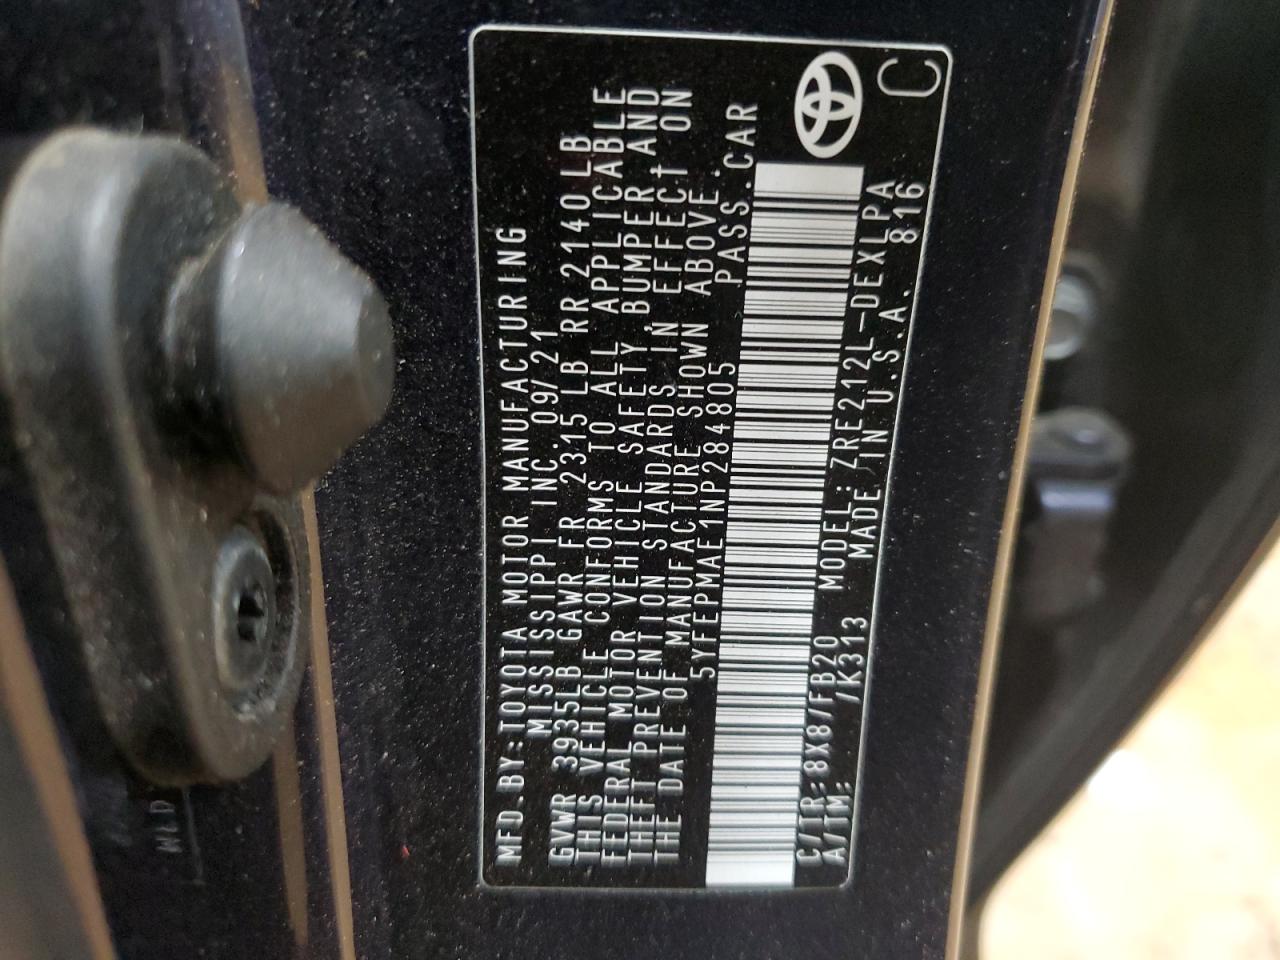 MFD.BY:TOYOTA MOTOR MANUFACTURING
MISSISSIPPI INC. 09/21
GVWR 3935LB GAWR FR 2315 LB RR 2140LB
THIS VEHICLE CONFORMS TO ALL APPLICABLE
FEDERAL MOTOR VEHICLE SAFETY, BUMPER, AND
THEFT PREVENTION STANDARDS IN EFFECT ON
THE DATE OF MANUFACTURE SHOWN ABOVE.
5YFEPMAE1NP284805 PASS.CAR
C/TR:8X8/FB20 MODEL: ZRE212L-DEXLPA
A/TM: /K313 MADE IN U.S.A. 816
C